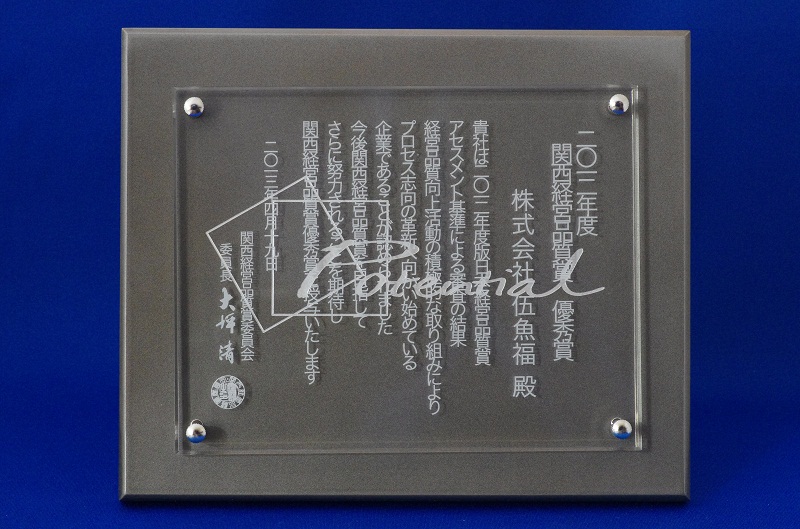 二〇一二年度
関西経営品質賞 優秀賞
株式会社 伍魚福 殿
貴社は二〇一二年度版日本経営品質賞
アセスメント基準による審査の結果
経営品質向上活動の積極的な取り組みにより
プロセス志向の革新に向かい始めている
企業であることが認められました
今後関西経営品質賞を目指して
さらに努力されることを期待し
関西経営品質賞優秀賞を授与いたします
二〇一三年四月十九日
関西経営品質賞委員会
委員長 大坪 清
Potential